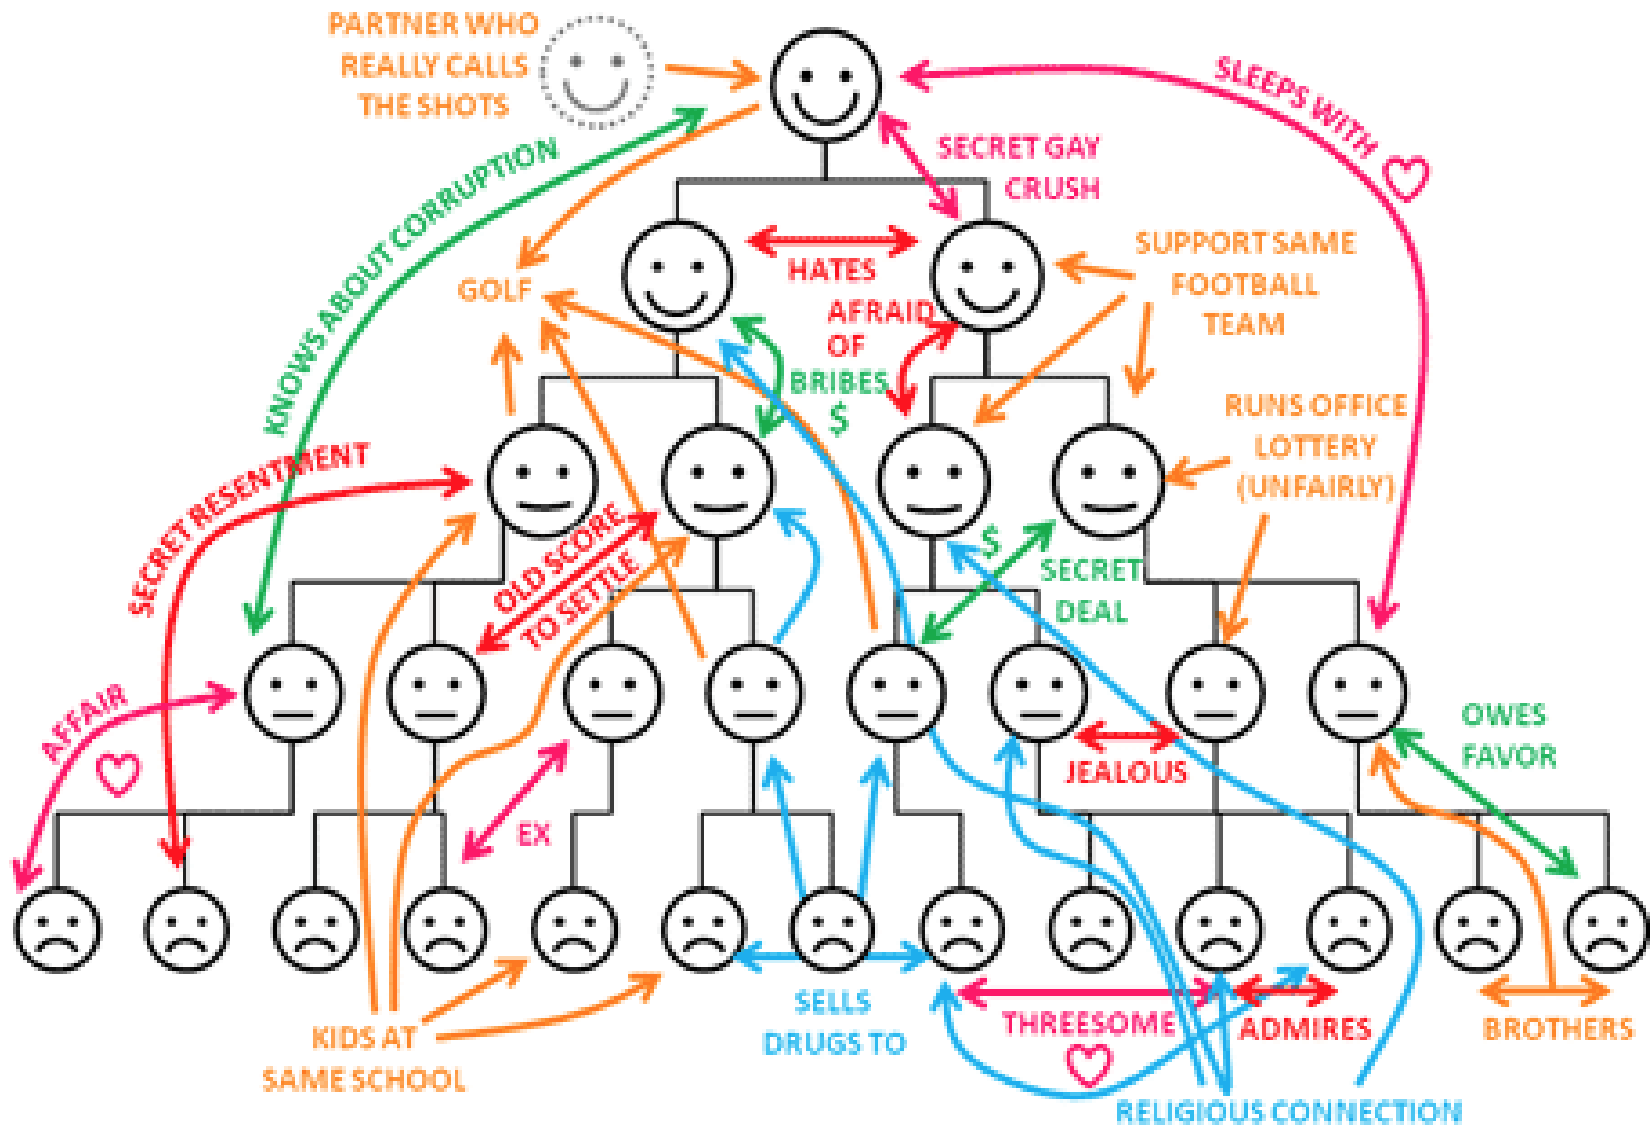 PARTNER WHO
REALLY CALLS
THE SHOTS
SLEEPS WITH
SECRET GAY
CRUSH
KNOWS ABOUT CORRUPTION
SUPPORT SAME
FOOTBALL
TEAM
HATES
GOLF
AFRAID
OF
BRIBES
$
RUNS OFFICE
LOTTERY
(UNFAIRLY)
SECRET RESENTMENT
OLD SCORE
TO SETTLE
$
SECRET
DEAL
AFFAIR
OWES
FAVOR
JEALOUS
EX
SELLS
DRUGS TO
THREESOME
ADMIRES
BROTHERS
KIDS AT
SAME SCHOOL
RELIGIOUS CONNECTION